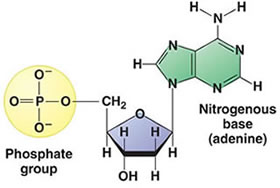 H H
N
O⁻ N N
H
O P O CH₂ N N H
O⁻ O
H H Nitrogenous
Phosphate H H base
group (adenine)
OH H